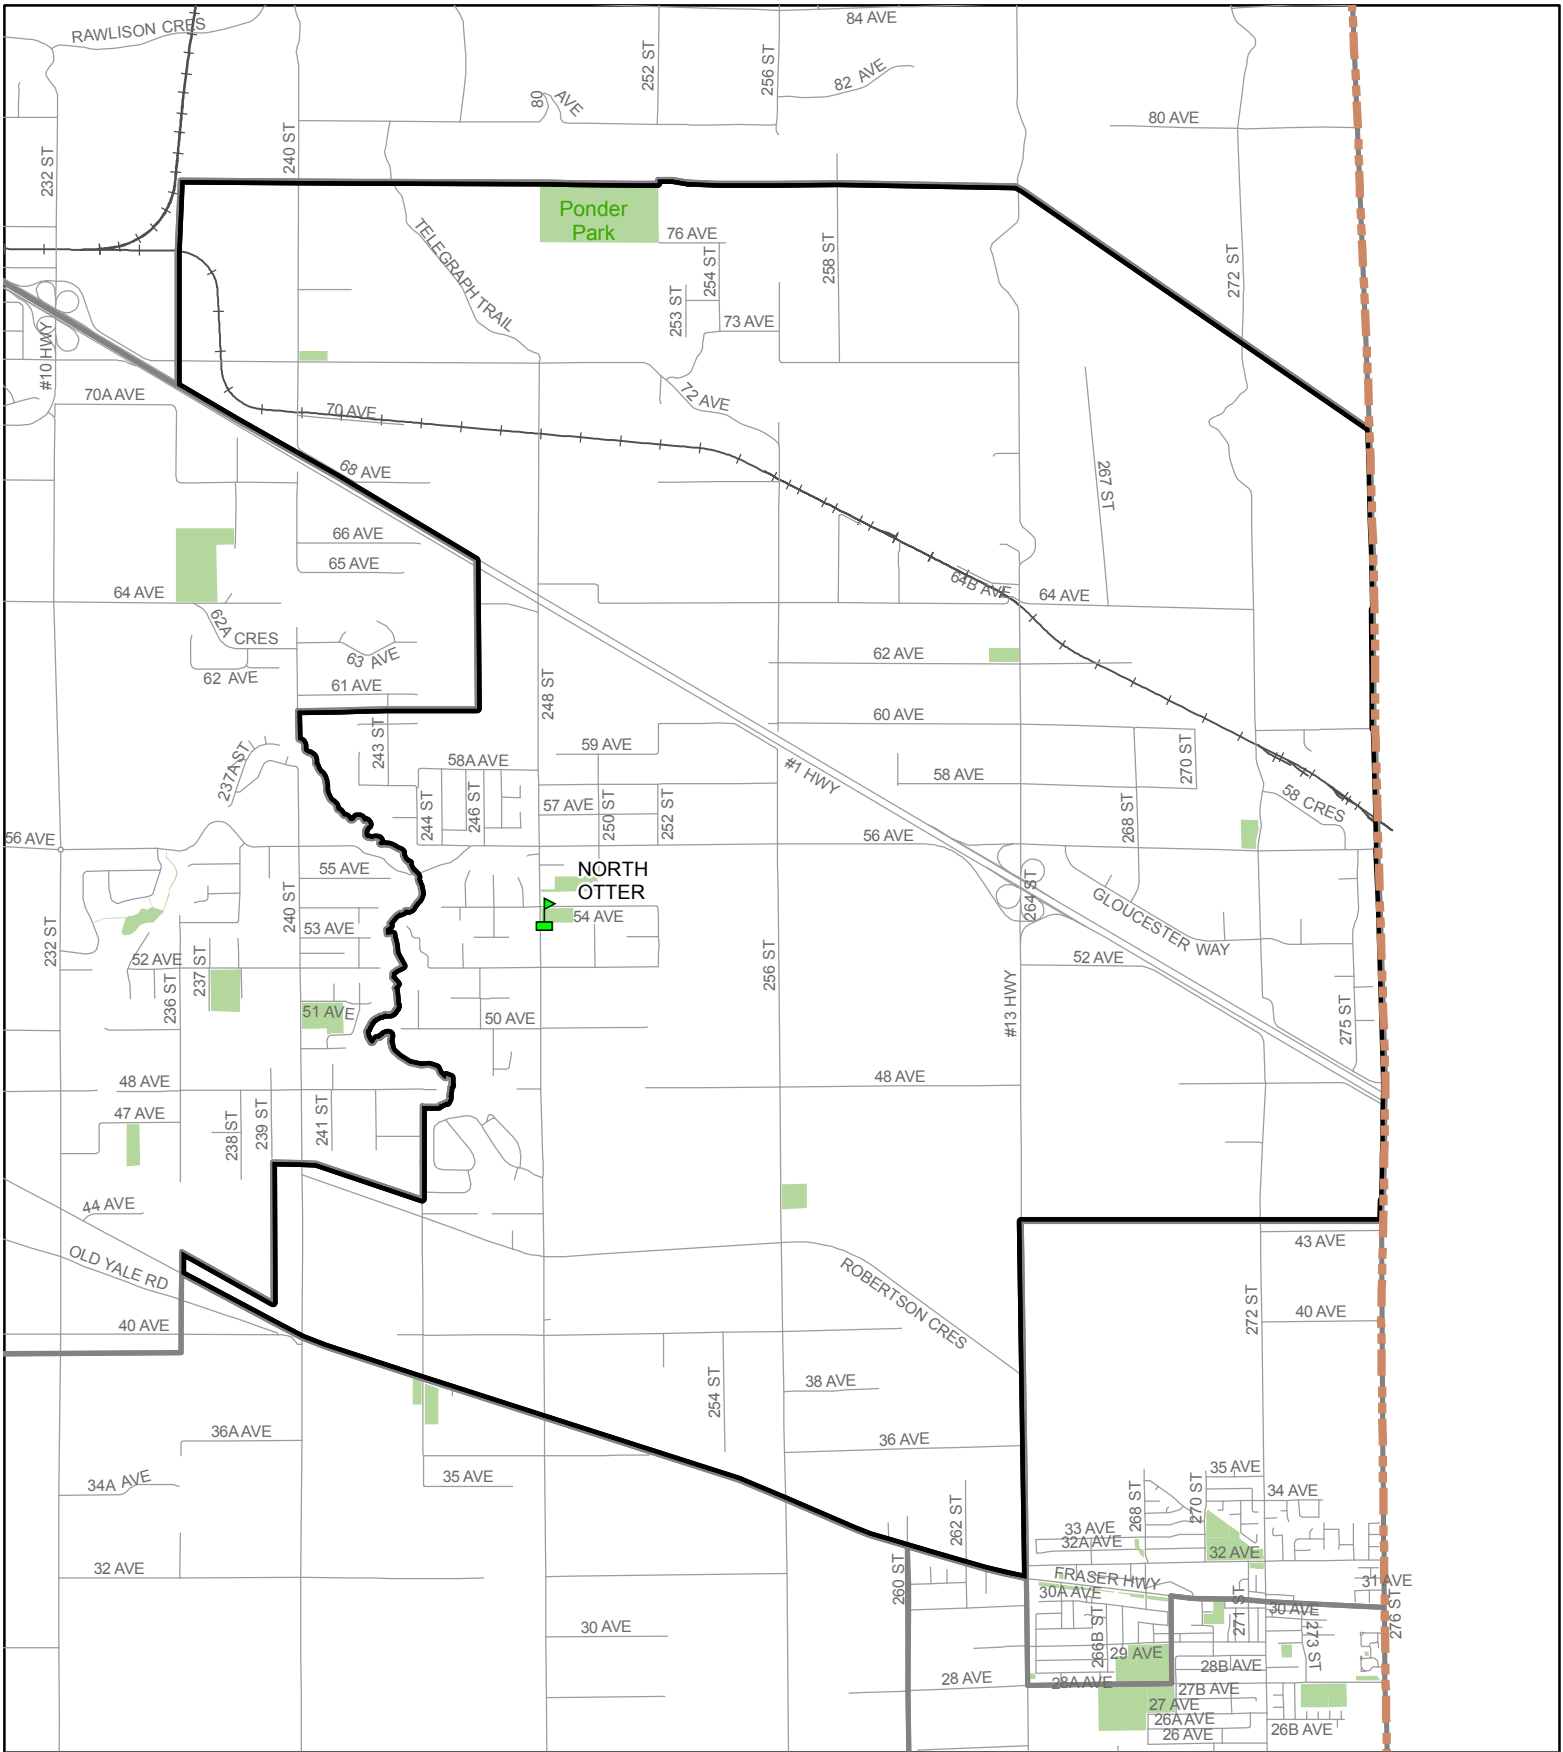 84 AVE
RAWLISON CRES
252 ST
256 ST
82 AVE
80 AVE
80 AVE
240 ST
232 ST
Ponder
Park
76 AVE
TELEGRAPH TRAIL
254 ST
258 ST
272 ST
253 ST
73 AVE
#10 HWY
70A AVE
70 AVE
72 AVE
68 AVE
267 ST
66 AVE
65 AVE
64 AVE
64B AVE
64 AVE
62A CRES
63 AVE
62 AVE
62 AVE
61 AVE
248 ST
60 AVE
243 ST
59 AVE
58A AVE
237A ST
#1 HWY
58 AVE
270 ST
58 CRES
57 AVE
244 ST
246 ST
250 ST
252 ST
268 ST
56 AVE
56 AVE
55 AVE
NORTH
OTTER
264 ST
240 ST
54 AVE
GLOUCESTER WAY
53 AVE
232 ST
52 AVE
237 ST
256 ST
52 AVE
236 ST
51 AVE
50 AVE
#13 HWY
275 ST
48 AVE
48 AVE
47 AVE
238 ST
239 ST
241 ST
44 AVE
43 AVE
OLD YALE RD
ROBERTSON CRES
272 ST
40 AVE
40 AVE
254 ST
38 AVE
36A AVE
36 AVE
34A AVE
35 AVE
35 AVE
34 AVE
262 ST
268 ST
270 ST
33 AVE
32A AVE
32 AVE
32 AVE
260 ST
FRASER HWY
31 AVE
30A AVE
30 AVE
30 AVE
271 ST
273 ST
276 ST
266B ST
29 AVE
28B AVE
28 AVE
28A AVE
27B AVE
27 AVE
26A AVE
26 AVE
26B AVE